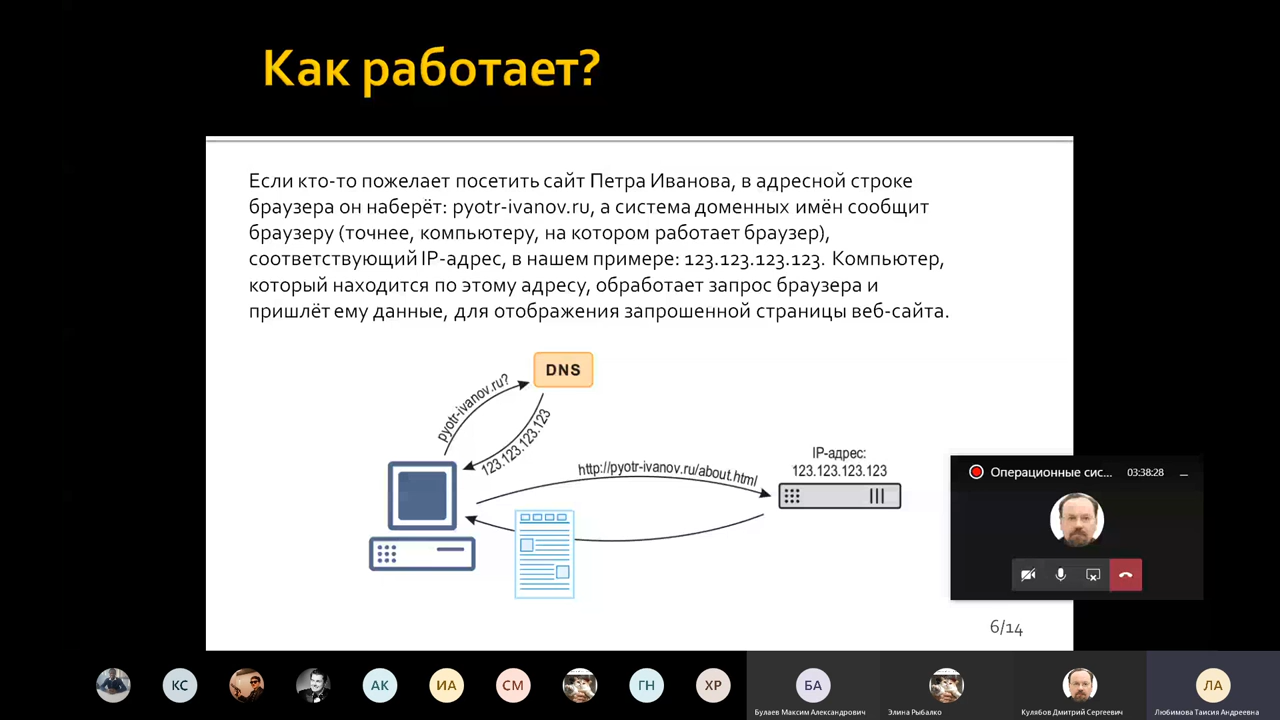 Как работает?
Если кто-то пожелает посетить сайт Петра Иванова, в адресной строке
браузера он наберёт: pyotr-ivanov.ru, а система доменных имён сообщит
браузеру (точнее, компьютеру, на котором работает браузер),
соответствующий IP-адрес, в нашем примере: 123.123.123.123. Компьютер,
который находится по этому адресу, обработает запрос браузера и
пришлёт ему данные, для отображения запрошенной страницы веб-сайта.
DNS
pyotr-ivanov.ru?
123.123.123.123
http://pyotr-ivanov.ru/about.html
IP-адрес:
123.123.123.123
Операционные сис...
03:38:28
6/14
КС
АК
ИА
СМ
ГН
ХР
БА
ЛА
Булаев Максим Александрович
Элина Рыбалко
Кулябов Дмитрий Сергеевич
Любимова Таисия Андреевна